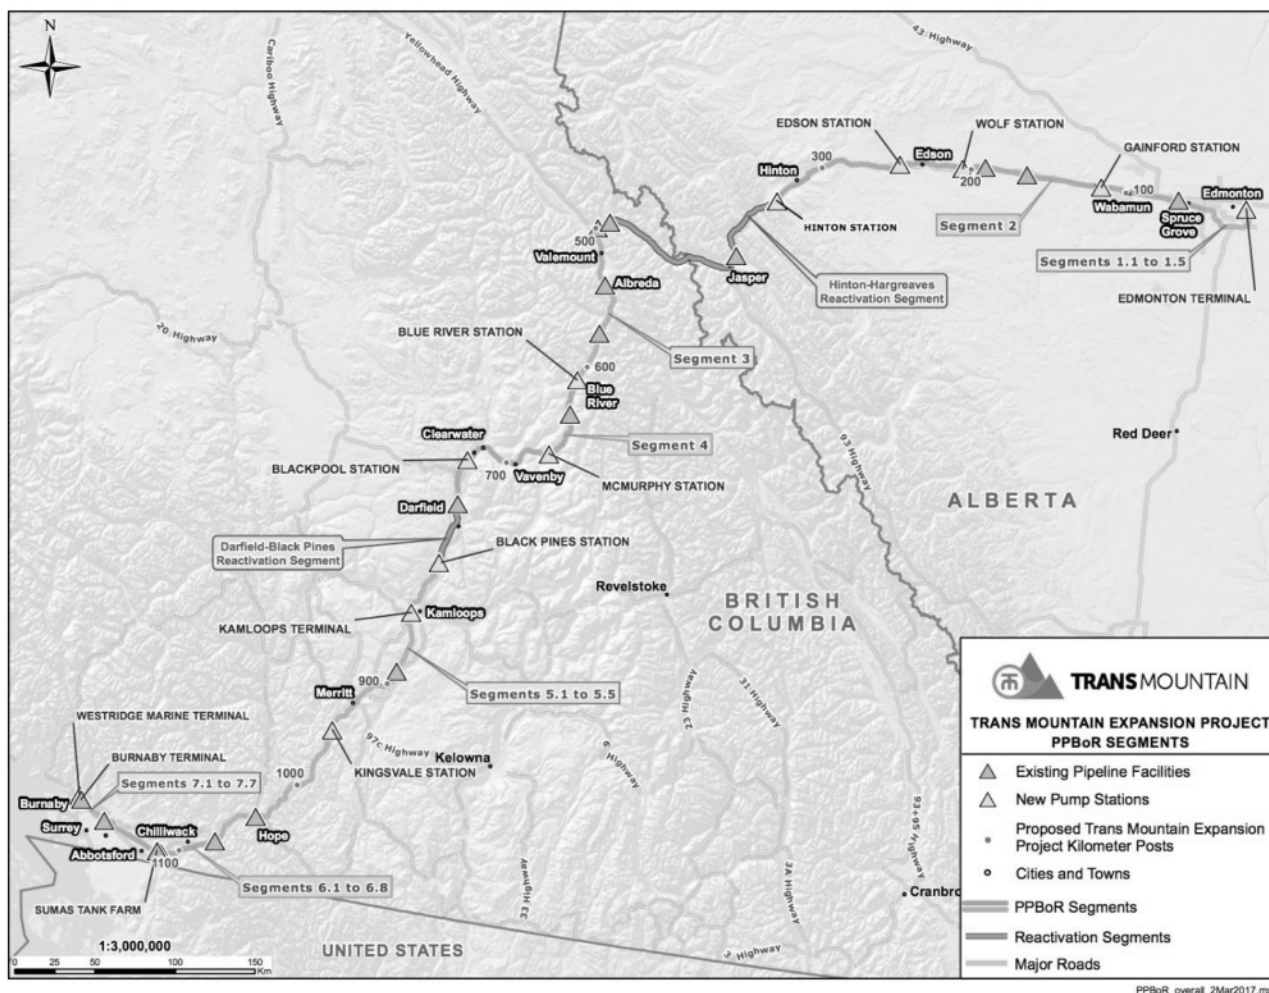 N
Cariboo Highway
Yellowhead Highway
43 Highway
EDSON STATION
WOLF STATION
GAINFORD STATION
Edson
300
Hinton
200
100
Wabamun
Edmonton
Spruce
Grove
HINTON STATION
Segment 2
Segments 1.1 to 1.5
EDMONTON TERMINAL
500
Valemount
Jasper
Hinton-Hargreaves
Reactivation Segment
Albreda
20 Highway
BLUE RIVER STATION
Segment 3
600
Blue
River
93 Highway
Red Deer
Clearwater
Segment 4
BLACKPOOL STATION
700
Vavenby
MCMURPHY STATION
ALBERTA
Darfield
Darfield-Black Pines
Reactivation Segment
BLACK PINES STATION
Revelstoke
BRITISH
COLUMBIA
Kamloops
KAMLOOPS TERMINAL
900
Segments 5.1 to 5.5
Merritt
23 Highway
31 Highway
WESTRIDGE MARINE TERMINAL
97c Highway
Kelowna
6 Highway
BURNABY TERMINAL
KINGSVALE STATION
Segments 7.1 to 7.7
1000
Burnaby
Surrey
Chilliwack
Hope
93+95 Highway
Abbotsford
1100
Segments 6.1 to 6.8
33 Highway
3A Highway
Cranbro
SUMAS TANK FARM
UNITED STATES
3 Highway
1:3,000,000
0 25 50 100 150
Km
TRANSMOUNTAIN
TRANS MOUNTAIN EXPANSION PROJECT
PPBoR SEGMENTS
Existing Pipeline Facilities
New Pump Stations
Proposed Trans Mountain Expansion
Project Kilometer Posts
Cities and Towns
PPBoR Segments
Reactivation Segments
Major Roads
PPBoR_overall_2Mar2017.m